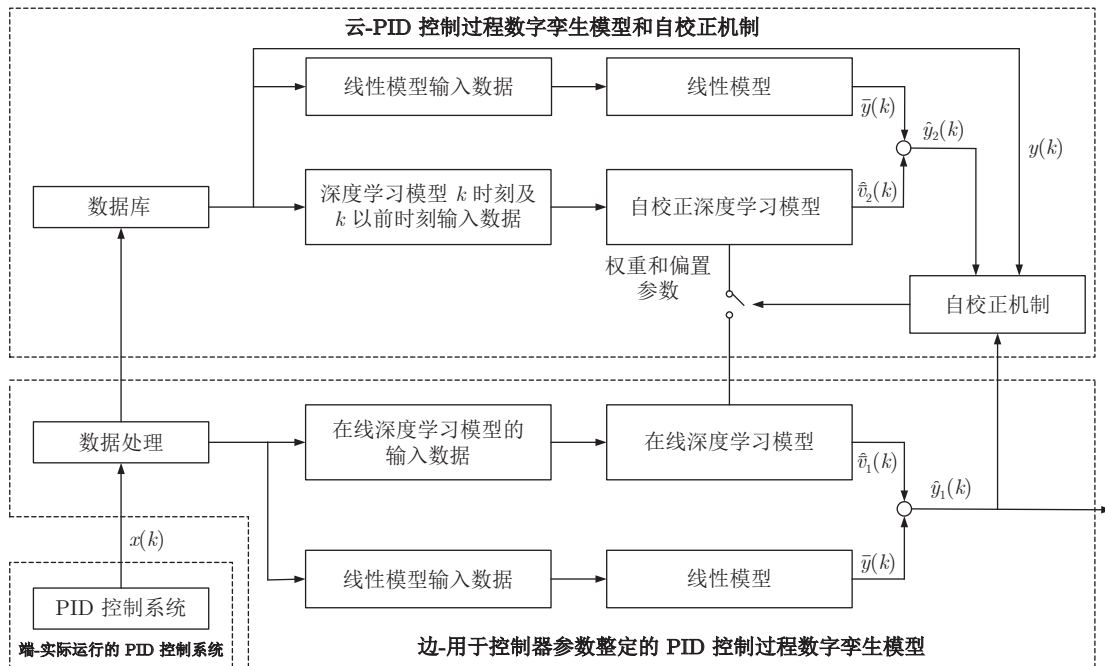 云-PID 控制过程数字孪生模型和自校正机制
线性模型输入数据
线性模型
ȳ(k)
ŷ₂(k)
y(k)
数据库
深度学习模型 k 时刻及
k 以前时刻输入数据
自校正深度学习模型
v̄̂₂(k)
权重和偏置
参数
自校正机制
数据处理
在线深度学习模型的
输入数据
在线深度学习模型
v̄̂₁(k)
ŷ₁(k)
x(k)
线性模型输入数据
线性模型
ȳ(k)
PID 控制系统
端-实际运行的 PID 控制系统
边-用于控制器参数整定的 PID 控制过程数字孪生模型